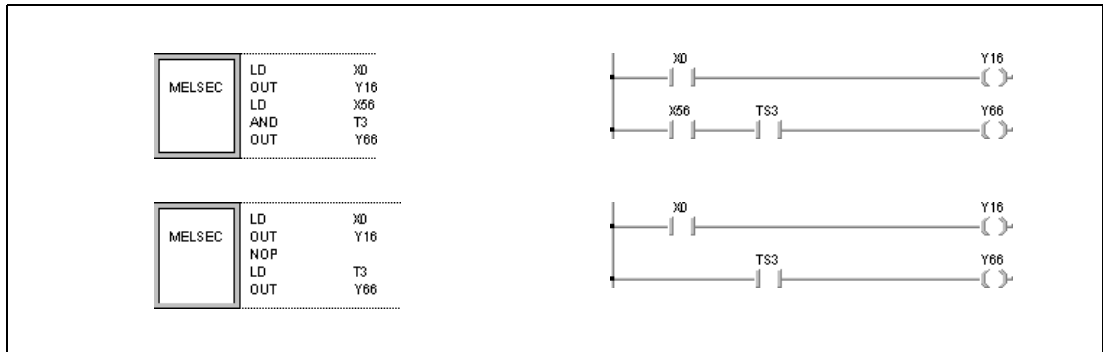 MELSEC
LD X0
OUT Y16
LD X56
AND T3
OUT Y66
X0 Y16
X56 TS3 Y66
MELSEC
LD X0
OUT Y16
NOP
LD T3
OUT Y66
X0 Y16
TS3 Y66